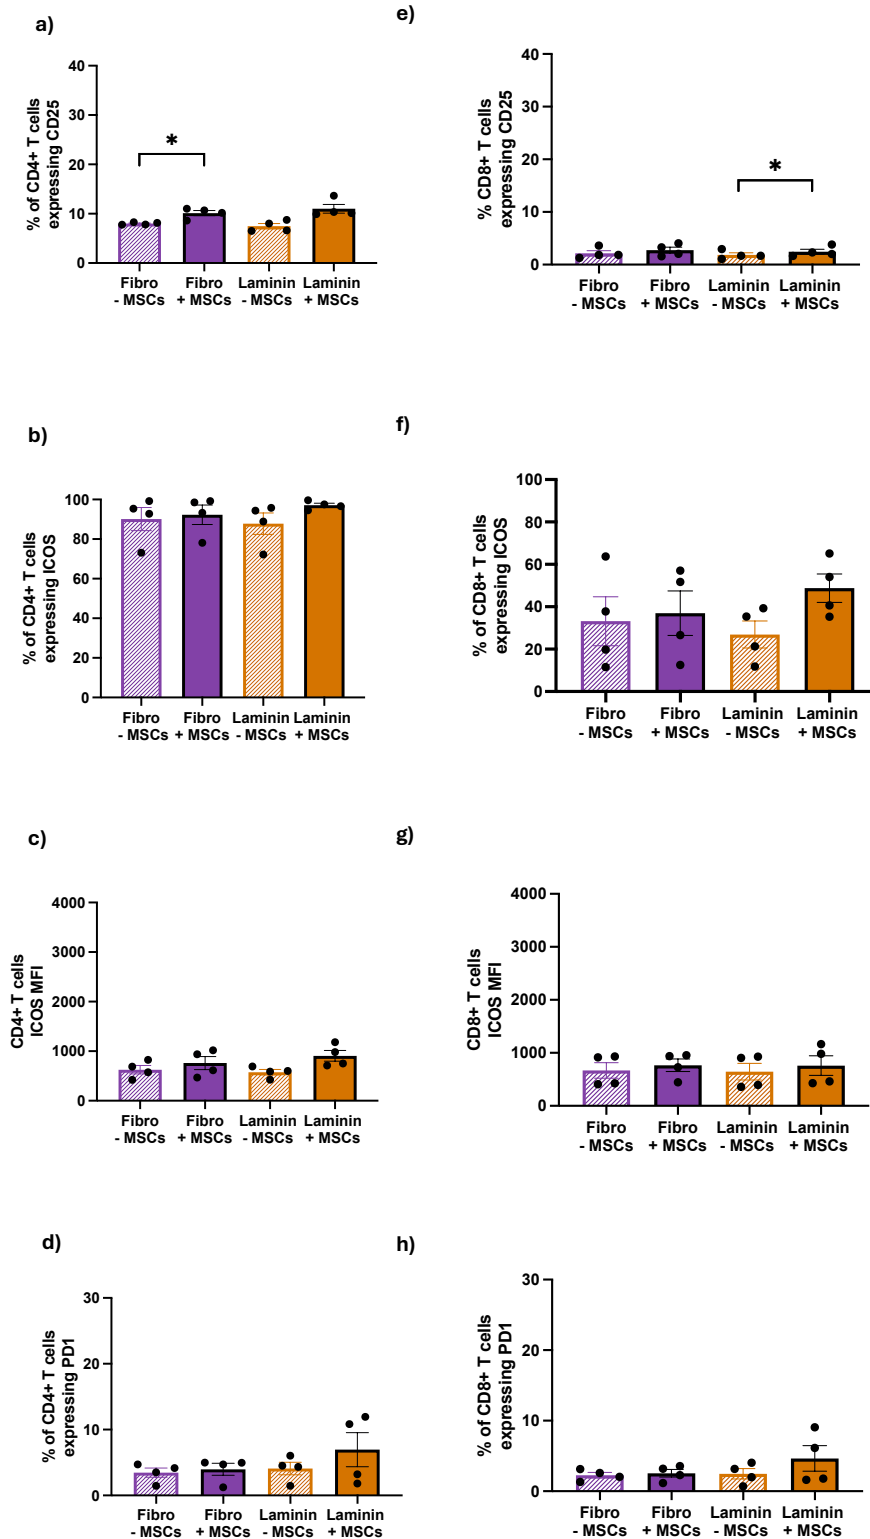 a)
40
30
20
10
0
% of CD4+ T cells
expressing CD25
*
Fibro Fibro Laminin Laminin
- MSCs + MSCs - MSCs + MSCs
e)
40
30
20
10
0
% CD8+ T cells
expressing CD25
*
Fibro Fibro Laminin Laminin
- MSCs + MSCs - MSCs + MSCs
b)
100
80
60
40
20
0
% of CD4+ T cells
expressing ICOS
Fibro Fibro Laminin Laminin
- MSCs + MSCs - MSCs + MSCs
f)
100
80
60
40
20
0
% of CD8+ T cells
expressing ICOS
Fibro Fibro Laminin Laminin
- MSCs + MSCs - MSCs + MSCs
c)
4000
3000
2000
1000
0
CD4+ T cells
ICOS MFI
Fibro Fibro Laminin Laminin
- MSCs + MSCs - MSCs + MSCs
g)
4000
3000
2000
1000
0
CD8+ T cells
ICOS MFI
Fibro Fibro Laminin Laminin
- MSCs + MSCs - MSCs + MSCs
d)
30
20
10
0
% of CD4+ T cells
expressing PD1
Fibro Fibro Laminin Laminin
- MSCs + MSCs - MSCs + MSCs
h)
30
20
10
0
% of CD8+ T cells
expressing PD1
Fibro Fibro Laminin Laminin
- MSCs + MSCs - MSCs + MSCs